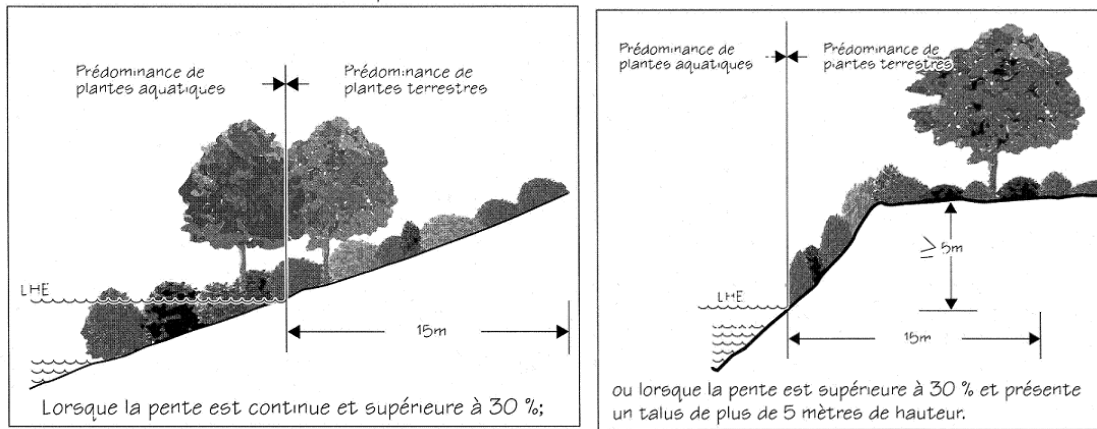 Prédominance de
plantes aquatiques
Prédominance de
plantes terrestres
LHE
15m
Lorsque la pente est continue et supérieure à 30 %;
Prédominance de
plantes aquatiques
Prédominance de
plantes terrestres
≥ 5m
LHE
15m
ou lorsque la pente est supérieure à 30 % et présente
un talus de plus de 5 mètres de hauteur.